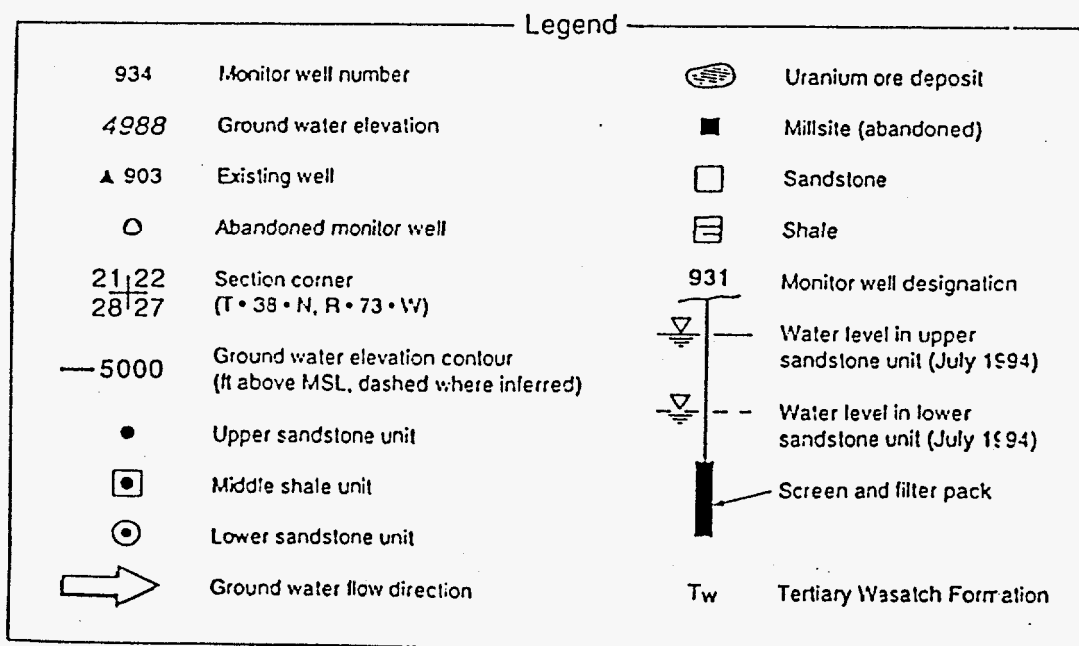 Legend
934 Monitor well number
4988 Ground water elevation
903 Existing well
Abandoned monitor well
21 22 Section corner
28 27 (T • 38 • N, R • 73 • W)
5000 Ground water elevation contour
(ft above MSL, dashed where inferred)
Upper sandstone unit
Middle shale unit
Lower sandstone unit
Ground water flow direction
Uranium ore deposit
Millsite (abandoned)
Sandstone
Shale
931 Monitor well designation
Water level in upper
sandstone unit (July 1994)
Water level in lower
sandstone unit (July 1994)
Screen and filter pack
Tw Tertiary Wasatch Formation